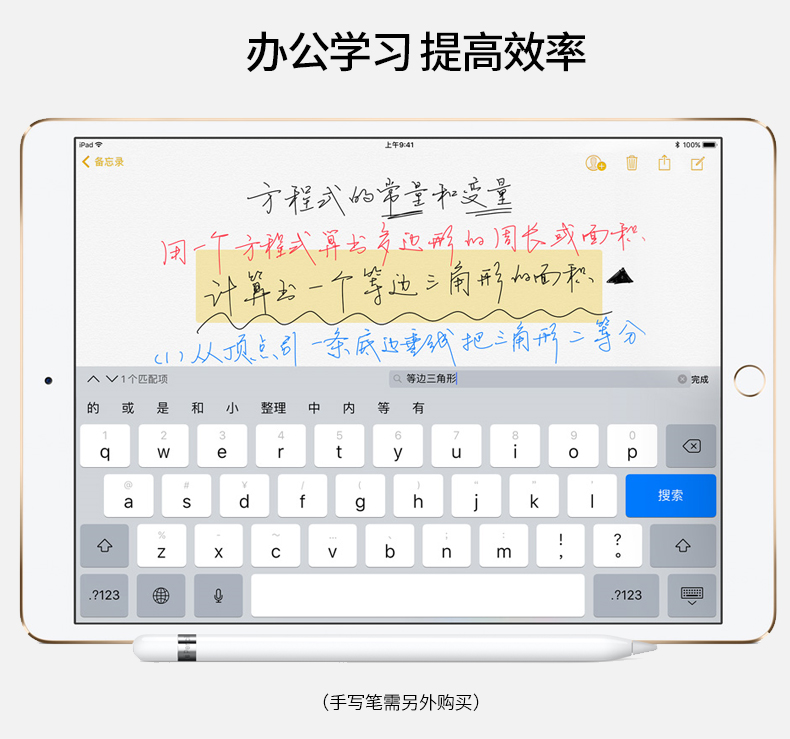 办公学习 提高效率
iPad 上午9:41 100%
备忘录
方程式的常量和变量
用一个方程式算出多边形的周长或面积.
计算出一个等边三角形的面积.
(1) 从顶点引一条底边垂线 把三角形二等分
1个匹配项 等边三角形 完成
的 或 是 和 小 整理 中 内 等 有
1 2 3 4 5 6 7 8 9 0
q w e r t y u i o p
@ # ¥ / ( ) “ ” ’
a s d f g h j k l 搜索
% - ~ … 、 ; : ! ?
z x c v b n m , 。
.?123 .?123
（手写笔需另外购买）